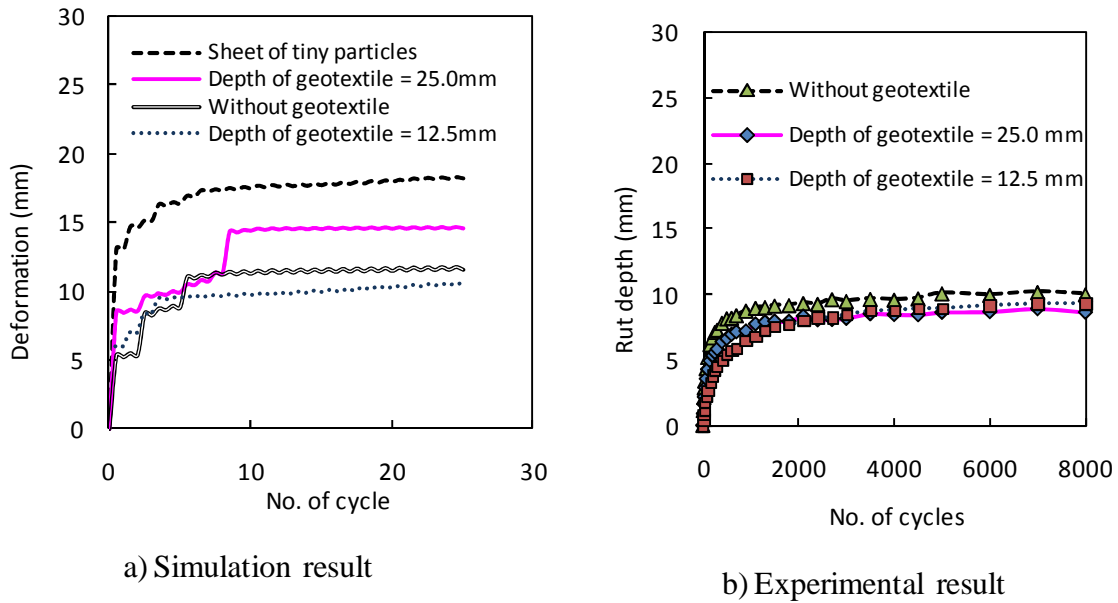 30
25
20
15
10
5
0
Deformation (mm)
Sheet of tiny particles
Depth of geotextile = 25.0mm
Without geotextile
Depth of geotextile = 12.5mm
0
10
20
30
No. of cycle
a) Simulation result
30
25
20
15
10
5
0
Rut depth (mm)
Without geotextile
Depth of geotextile = 25.0 mm
Depth of geotextile = 12.5 mm
0
2000
4000
6000
8000
No. of cycles
b) Experimental result